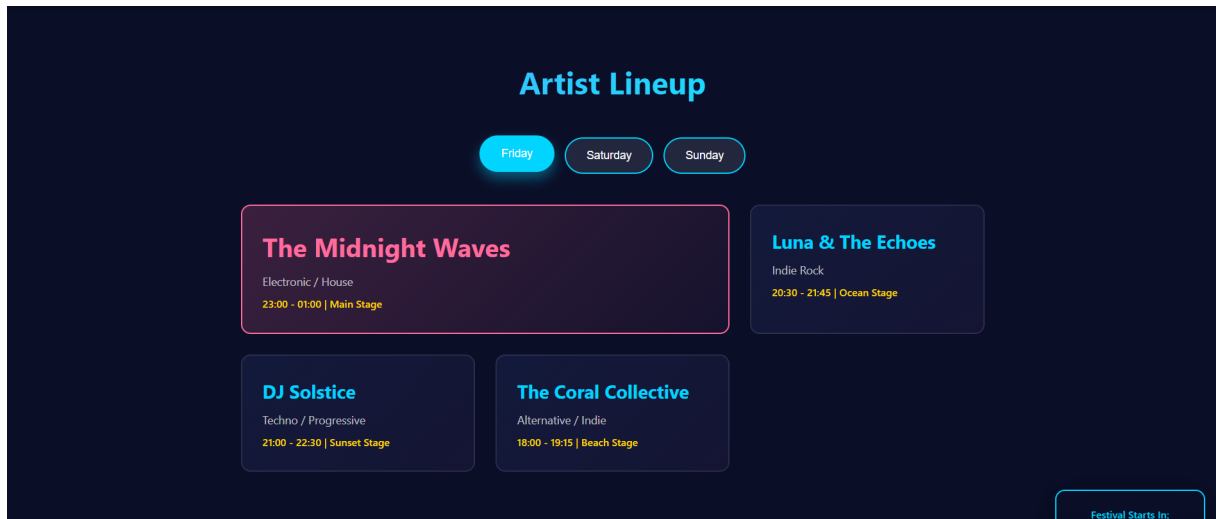 Artist Lineup
Friday
Saturday
Sunday
The Midnight Waves
Electronic / House
23:00 - 01:00 | Main Stage
Luna & The Echoes
Indie Rock
20:30 - 21:45 | Ocean Stage
DJ Solstice
Techno / Progressive
21:00 - 22:30 | Sunset Stage
The Coral Collective
Alternative / Indie
18:00 - 19:15 | Beach Stage
Festival Starts In: